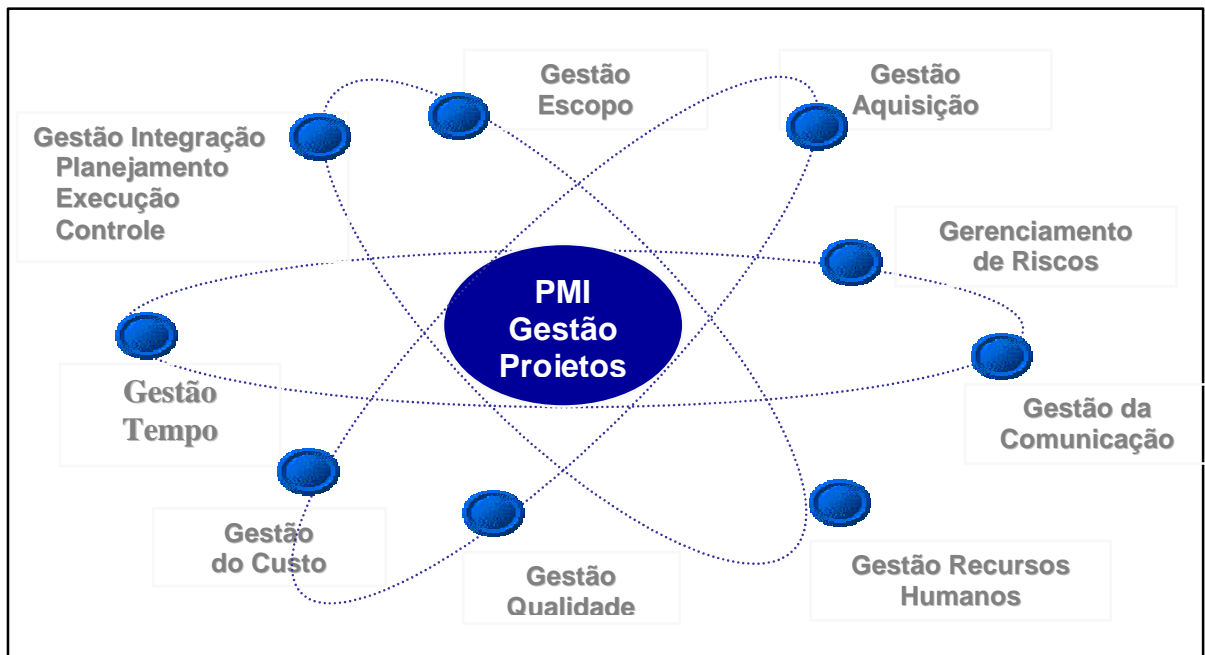 Gestão
Escopo
Gestão
Aquisição
Gestão Integração
Planejamento
Execução
Controle
Gerenciamento
de Riscos
PMI
Gestão
Projetos
Gestão
Tempo
Gestão da
Comunicação
Gestão
do Custo
Gestão
Qualidade
Gestão Recursos
Humanos